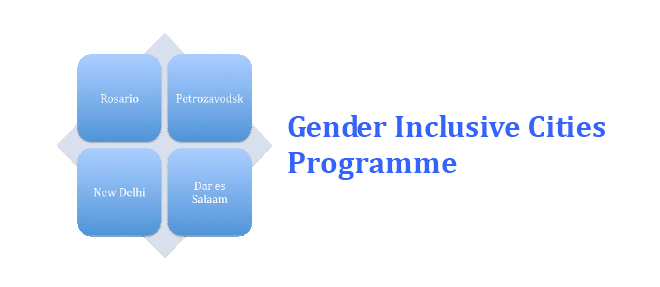 Rosario
Petrozavodsk
New Delhi
Dar es
Salaam
Gender Inclusive Cities
Programme